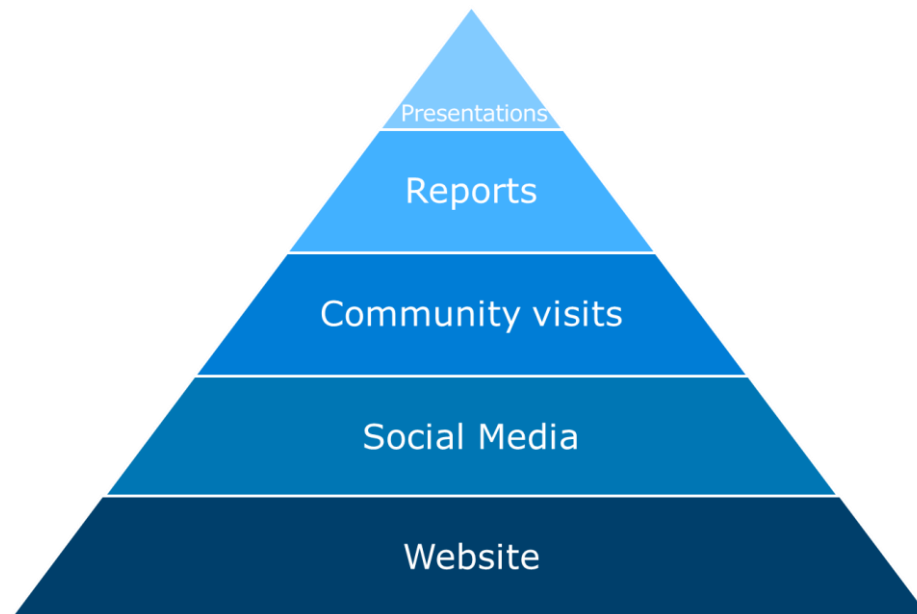 Presentations
Reports
Community visits
Social Media
Website